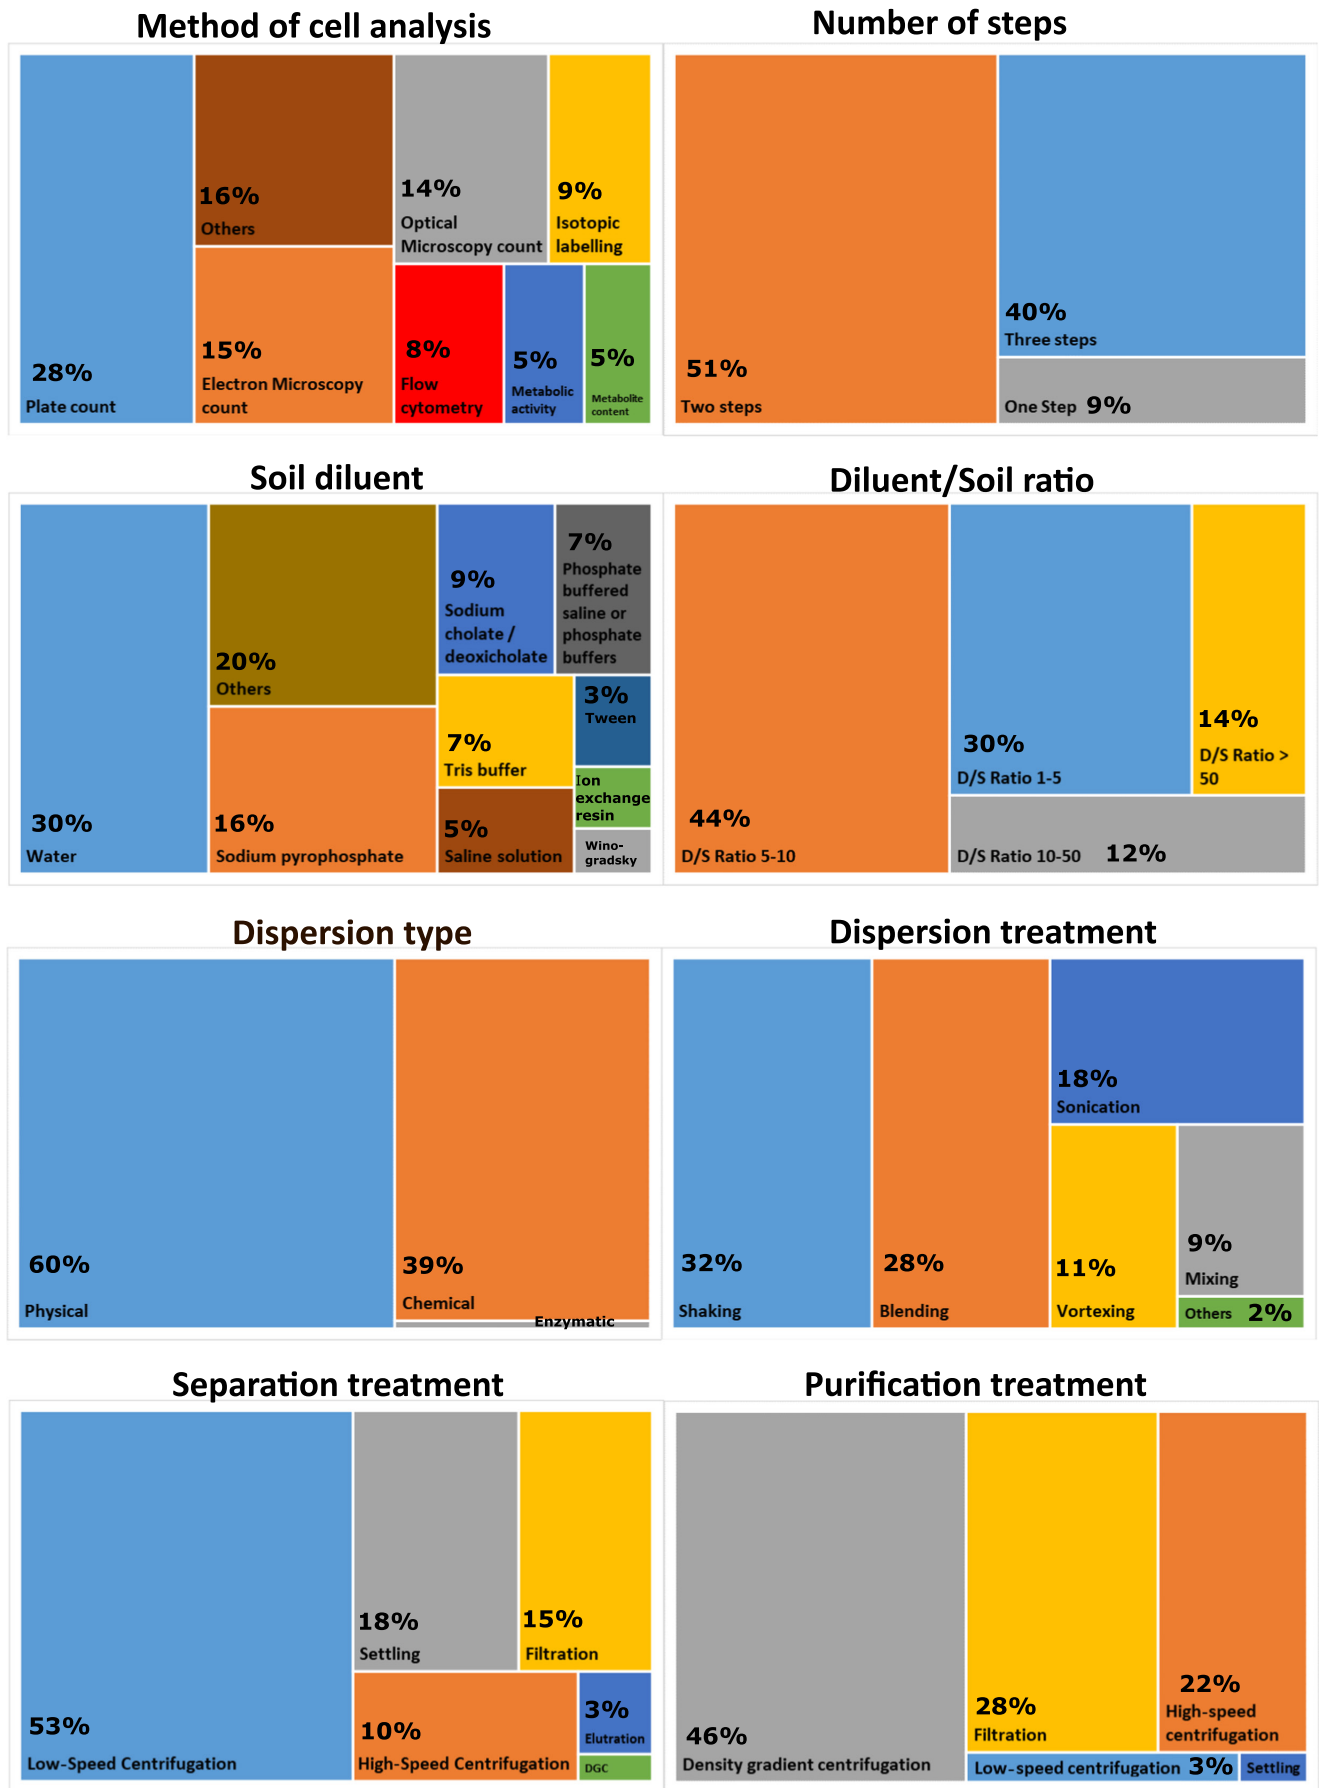 Method of cell analysis
28%
Plate count
16%
Others
15%
Electron Microscopy
count
14%
Optical
Microscopy count
9%
Isotopic
labelling
8%
Flow
cytometry
5%
Metabolic
activity
5%
Metabolite
content
Number of steps
51%
Two steps
40%
Three steps
One Step 9%
Soil diluent
30%
Water
20%
Others
16%
Sodium pyrophosphate
9%
Sodium
cholate /
deoxicholate
7%
Phosphate
buffered
saline or
phosphate
buffers
7%
Tris buffer
5%
Saline solution
3%
Tween
Ion
exchange
resin
Wino-
gradsky
Diluent/Soil ratio
44%
D/S Ratio 5-10
30%
D/S Ratio 1-5
14%
D/S Ratio >
50
D/S Ratio 10-50 12%
Dispersion type
60%
Physical
39%
Chemical
Enzymatic
Dispersion treatment
32%
Shaking
28%
Blending
18%
Sonication
11%
Vortexing
9%
Mixing
Others 2%
Separation treatment
53%
Low-Speed Centrifugation
18%
Settling
15%
Filtration
10%
High-Speed Centrifugation
3%
Elutration
DGC
Purification treatment
46%
Density gradient centrifugation
28%
Filtration
22%
High-speed
centrifugation
Low-speed centrifugation 3%
Settling